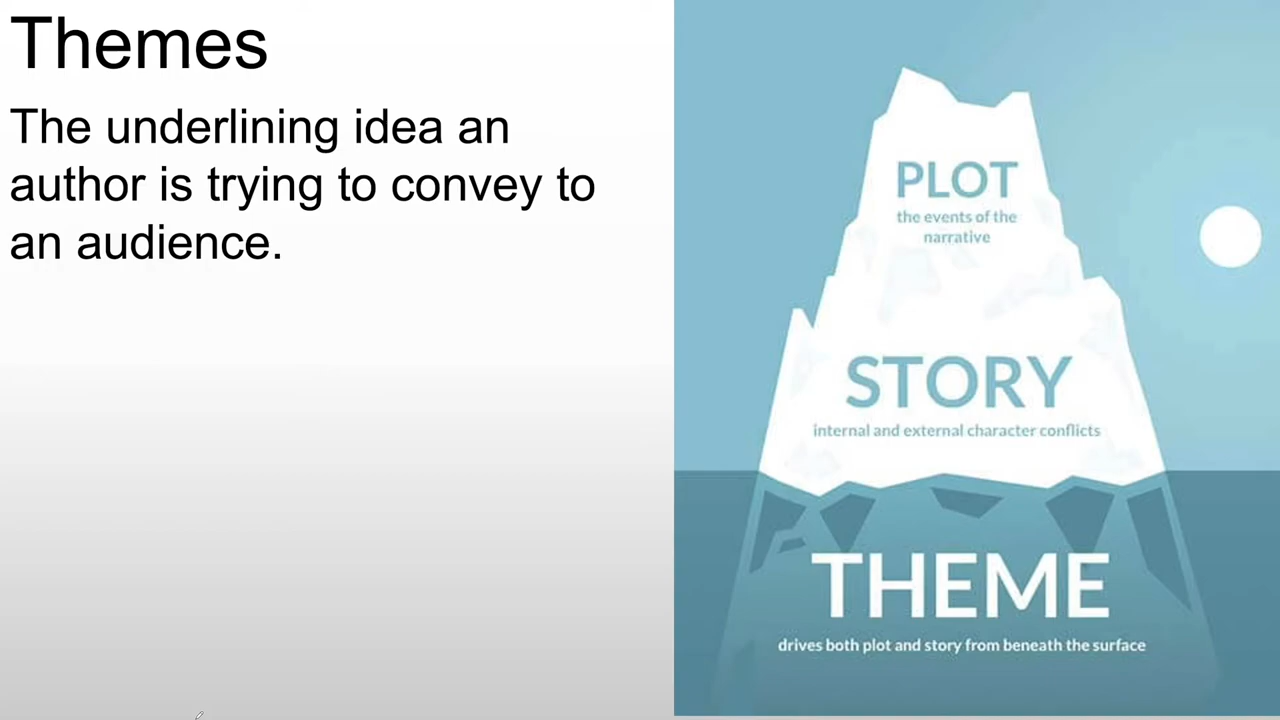 Themes
The underlining idea an
author is trying to convey to
an audience.
PLOT
the events of the
narrative
STORY
internal and external character conflicts
THEME
drives both plot and story from beneath the surface